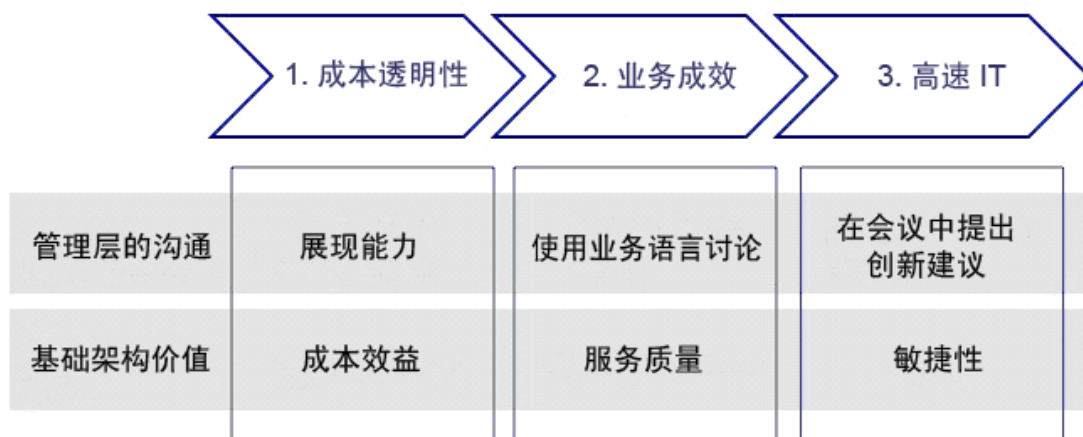 1. 成本透明性
2. 业务成效
3. 高速 IT
管理层的沟通
展现能力
使用业务语言讨论
在会议中提出
创新建议
基础架构价值
成本效益
服务质量
敏捷性